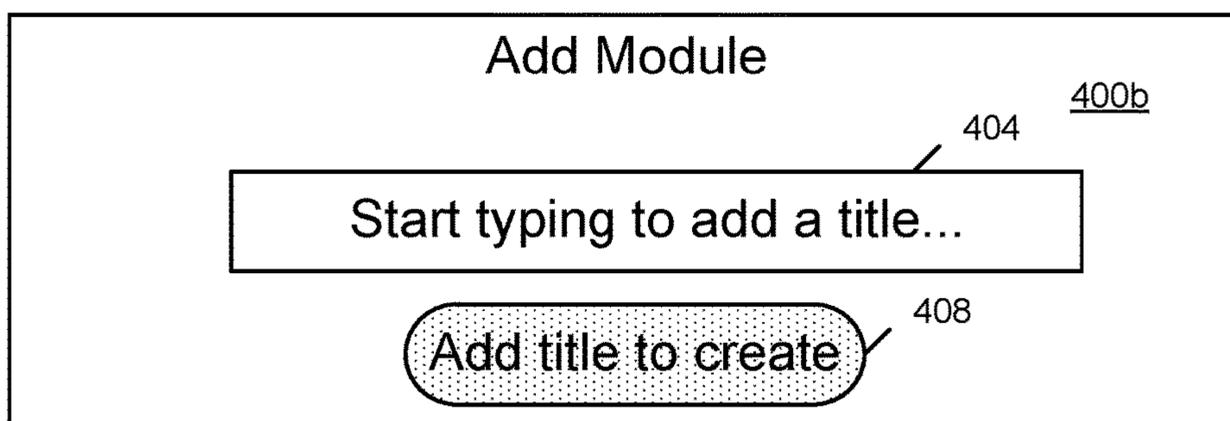 Add Module
400b
404
Start typing to add a title...
408
Add title to create